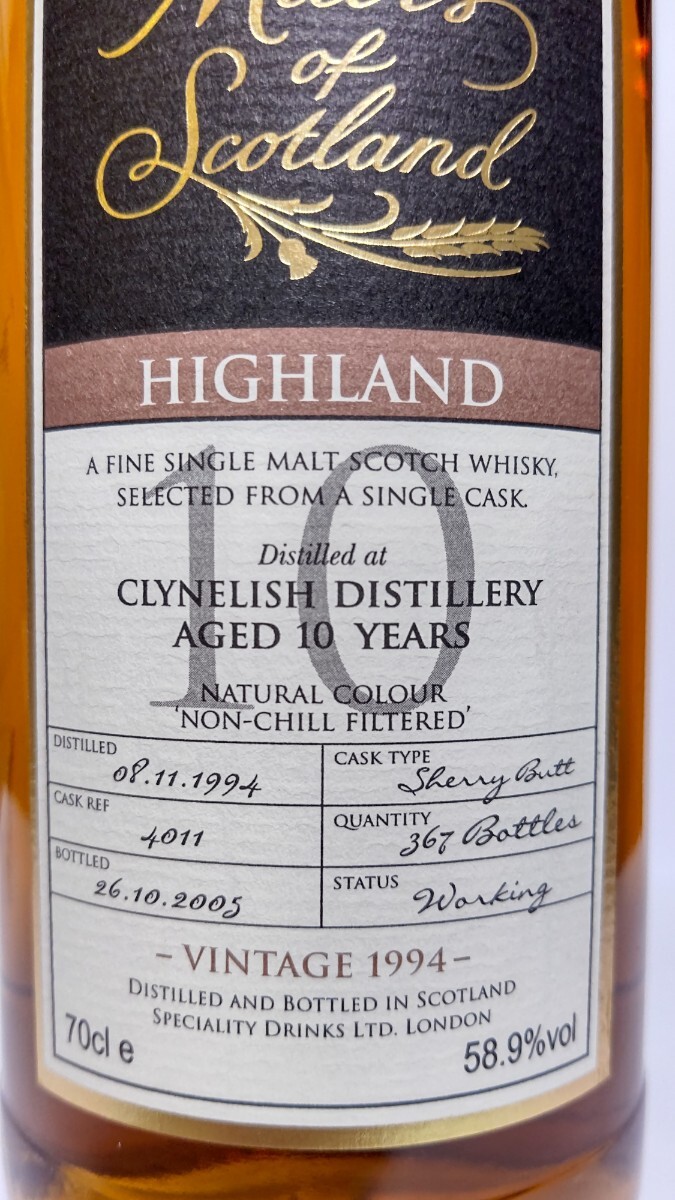 of
Scotland
HIGHLAND
10
A FINE SINGLE MALT SCOTCH WHISKY,
SELECTED FROM A SINGLE CASK.
Distilled at
CLYNELISH DISTILLERY
AGED 10 YEARS
NATURAL COLOUR
'NON-CHILL FILTERED'
DISTILLED 08.11.1994
CASK TYPE Sherry Butt
CASK REF 4011
QUANTITY 367 Bottles
BOTTLED 26.10.2005
STATUS Working
- VINTAGE 1994 -
DISTILLED AND BOTTLED IN SCOTLAND
SPECIALITY DRINKS LTD. LONDON
70cl e
58.9%vol